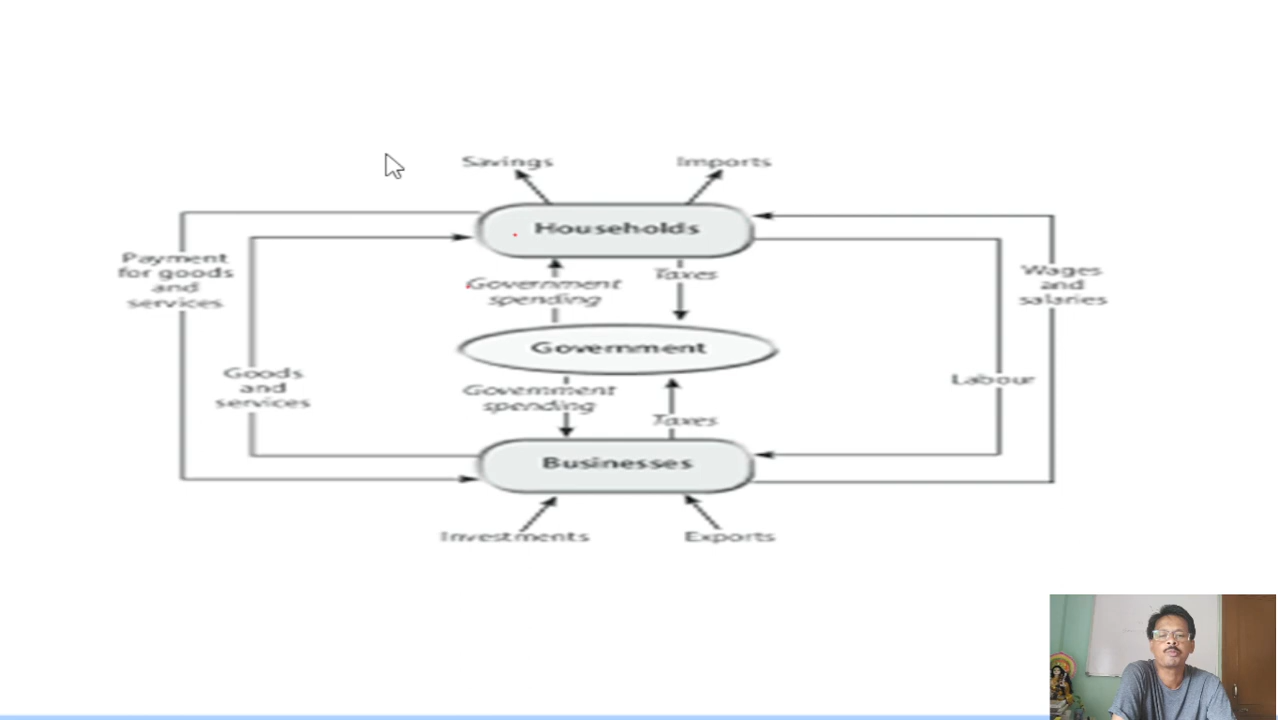 Savings
Imports
Households
Payment
for goods
and
services
Government
spending
Taxes
Wages
and
salaries
Government
Goods
and
services
Government
spending
Taxes
Labour
Businesses
Investments
Exports